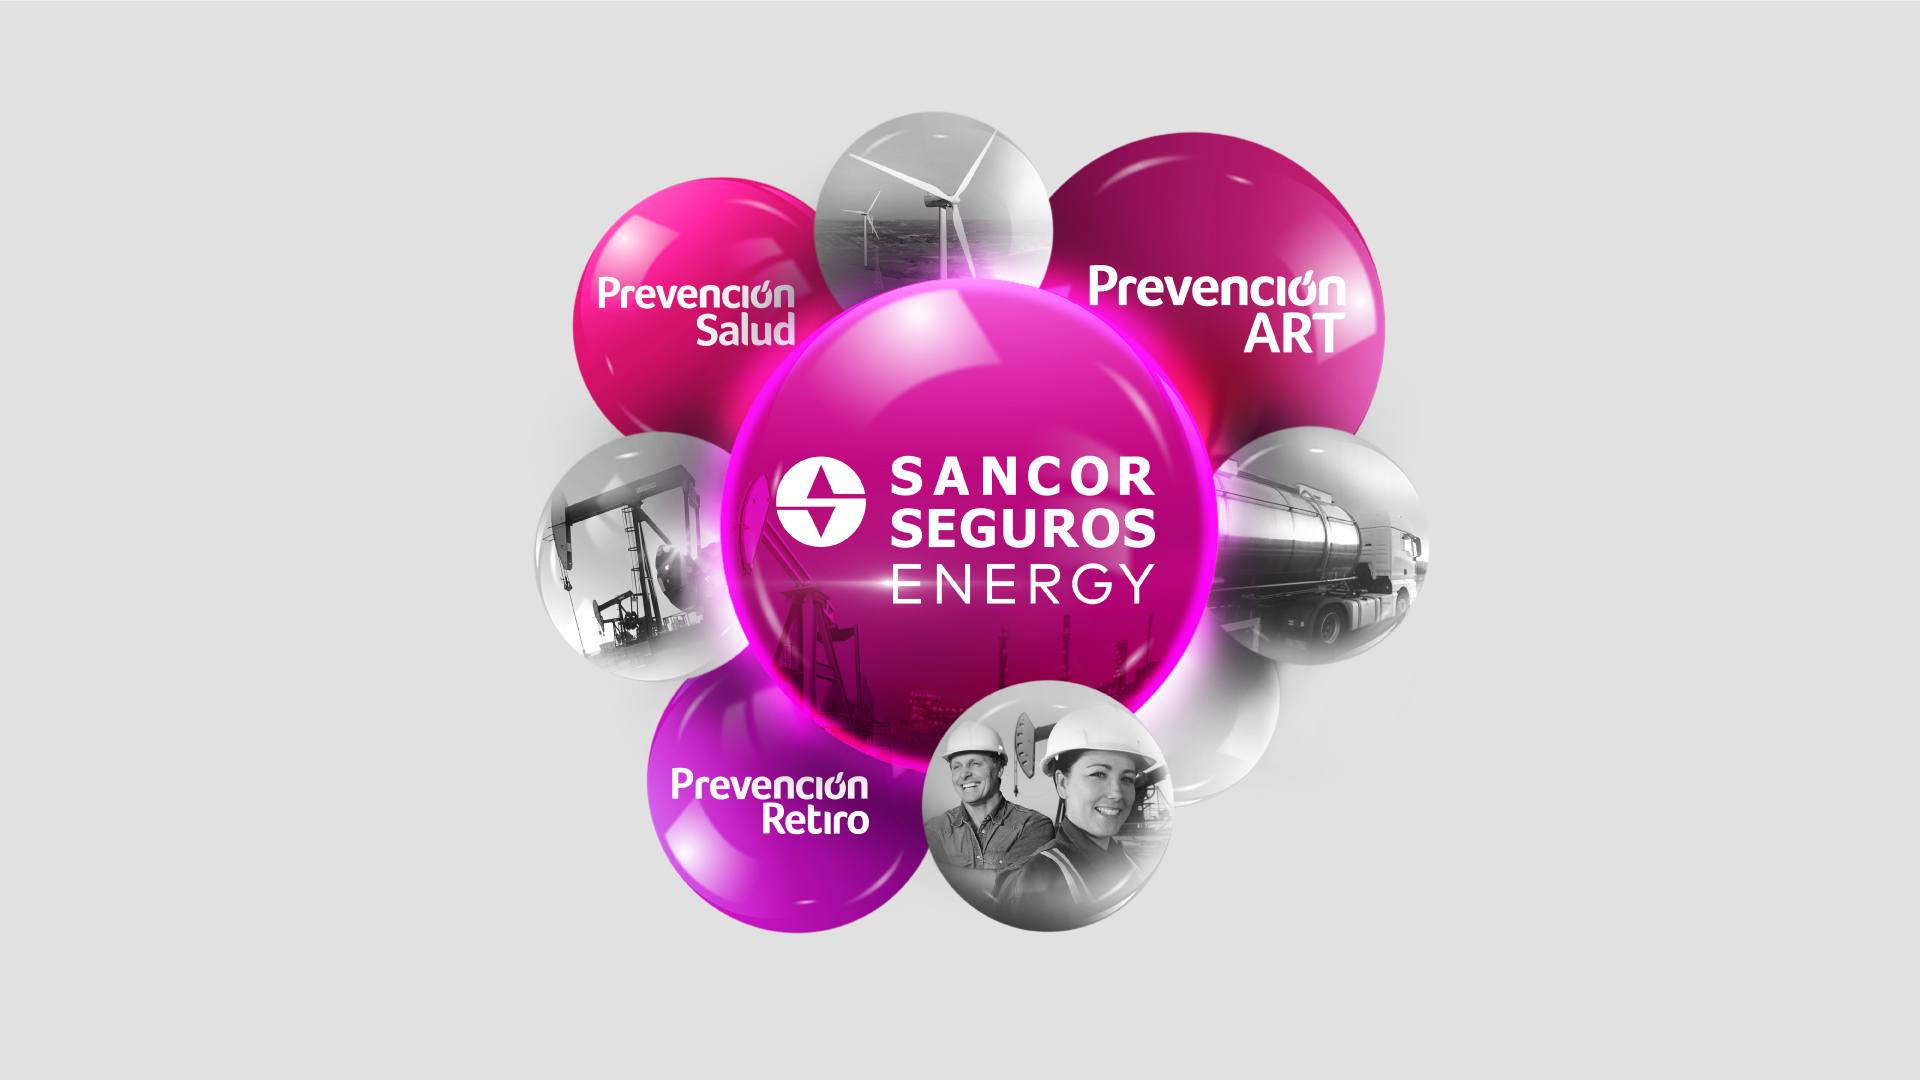 Prevención
Salud
Prevención
ART
SANCOR
SEGUROS
ENERGY
Prevención
Retiro